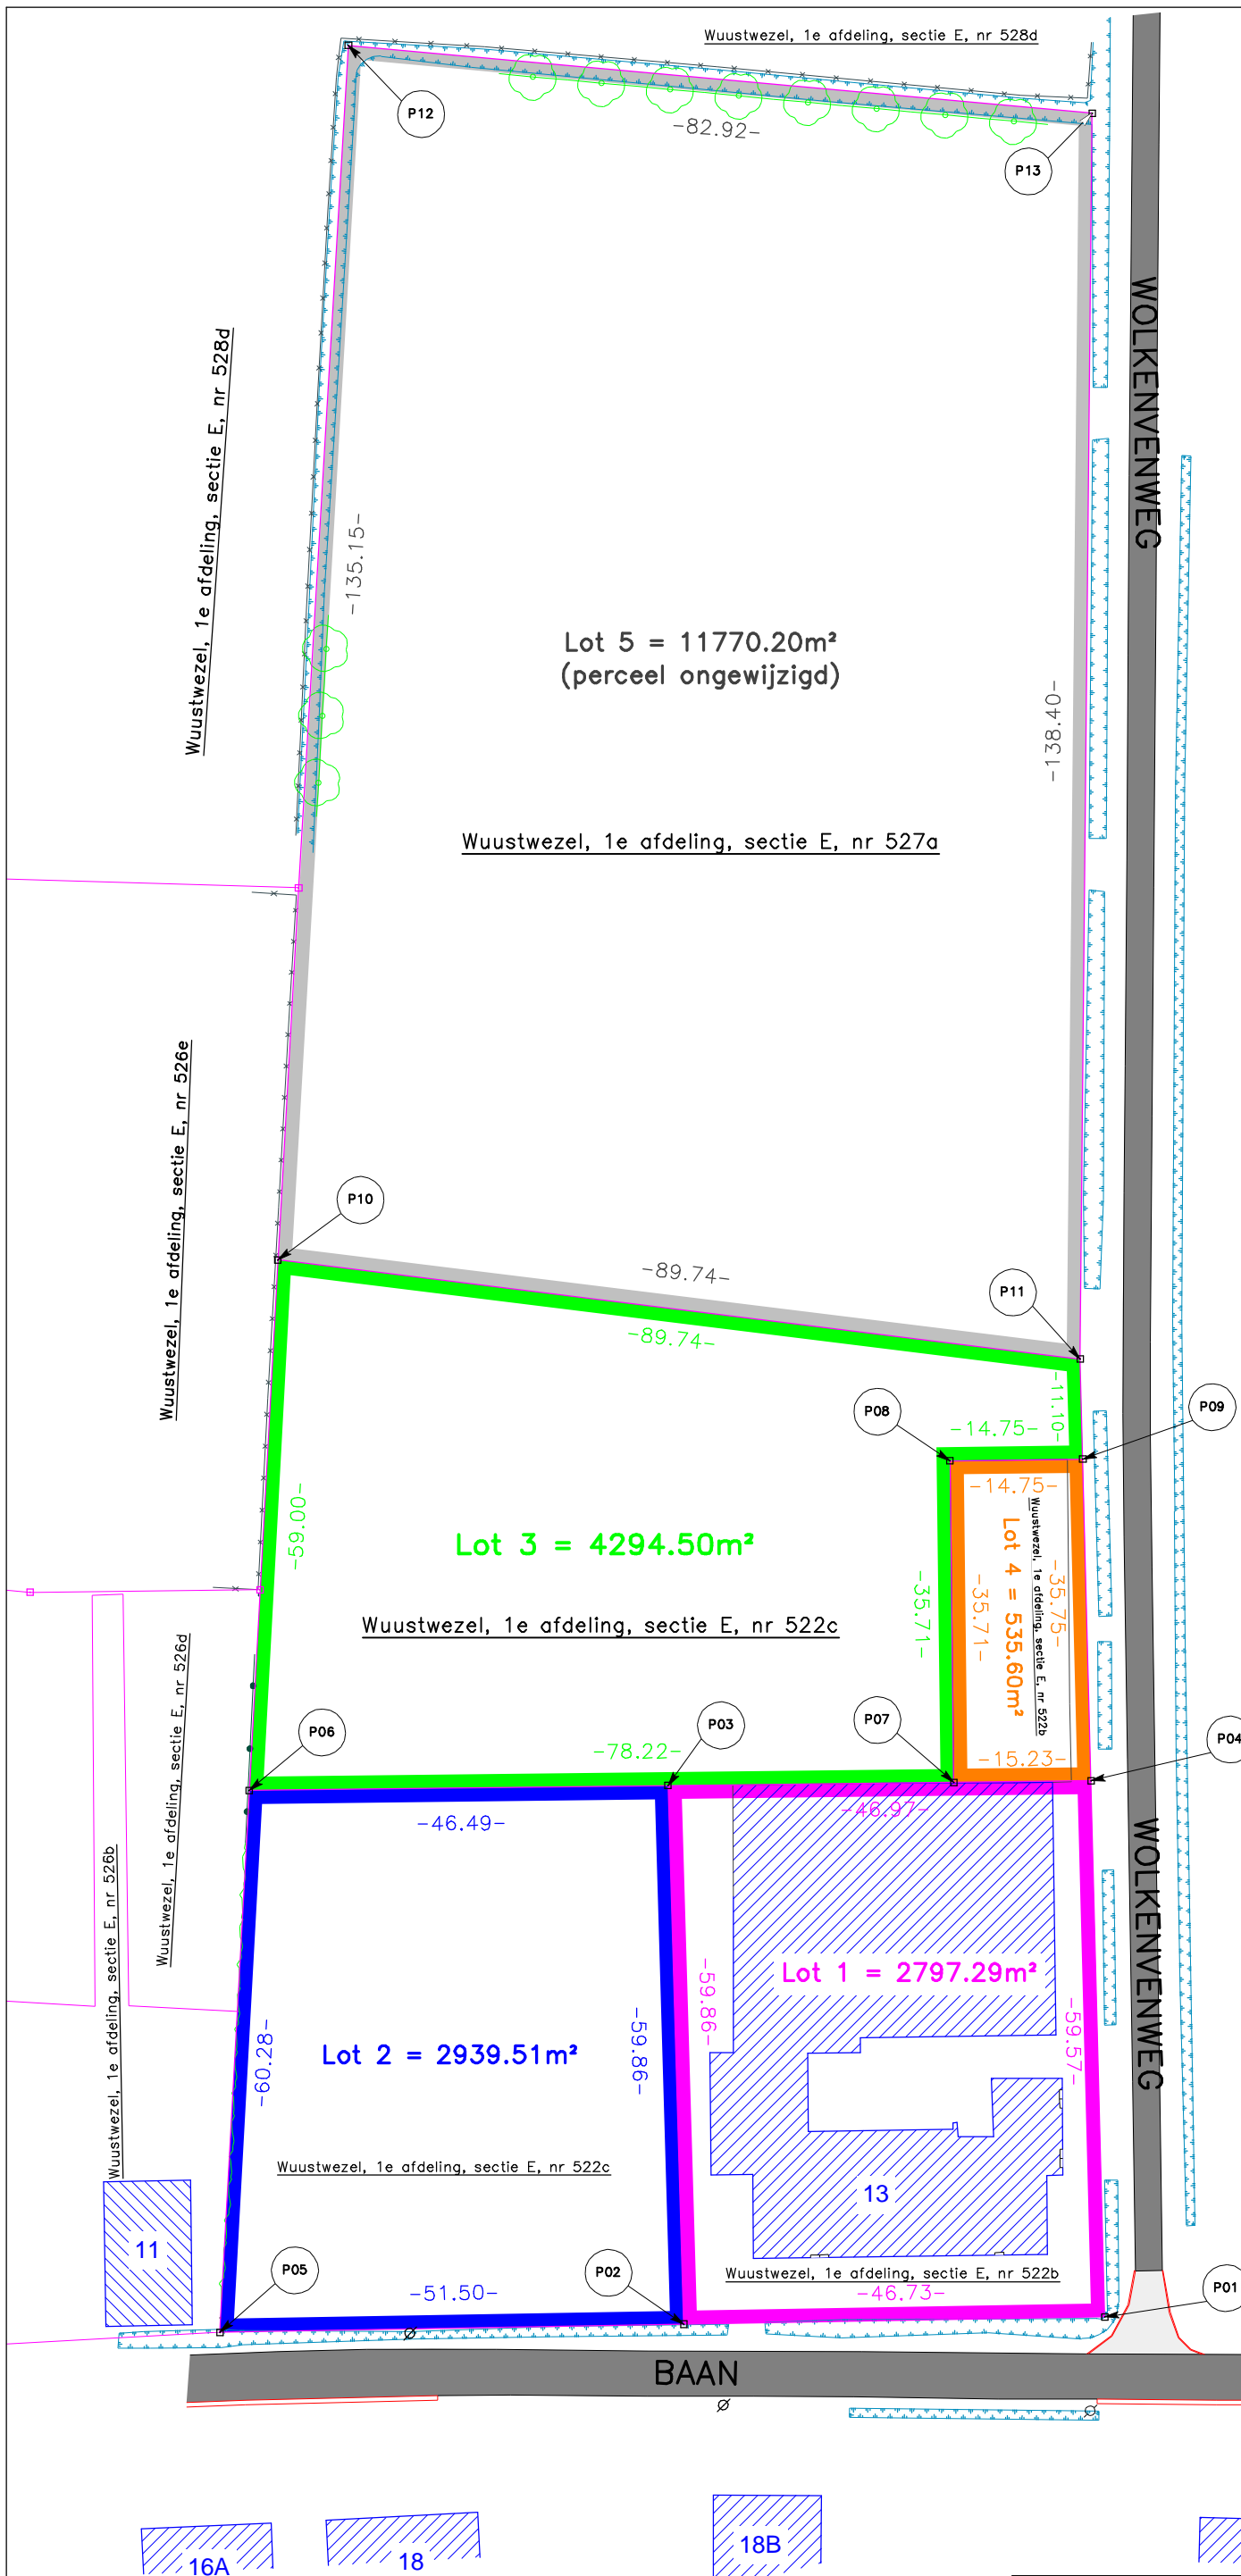 Wuustwezel, 1e afdeling, sectie E, nr 528d
P12
-82.92-
P13
WOLKENVENWEG
Wuustwezel, 1e afdeling, sectie E, nr 528d
-135.15-
Lot 5 = 11770.20m²
(perceel ongewijzigd)
-138.40-
Wuustwezel, 1e afdeling, sectie E, nr 527a
Wuustwezel, 1e afdeling, sectie E, nr 526e
P10
-89.74-
P11
-89.74-
-11.10-
P08
P09
-14.75-
-14.75-
-59.00-
Lot 3 = 4294.50m²
Wuustwezel, 1e afdeling, sectie E, nr 522b
Lot 4 = 535.60m²
-35.75-
-35.71-
-35.71-
Wuustwezel, 1e afdeling, sectie E, nr 522c
Wuustwezel, 1e afdeling, sectie E, nr 526d
P06
P03
P07
P04
-78.22-
-15.23-
-46.49-
-46.97-
WOLKENVENWEG
Wuustwezel, 1e afdeling, sectie E, nr 526b
Lot 1 = 2797.29m²
-59.86-
-59.57-
-60.28-
Lot 2 = 2939.51m²
-59.86-
Wuustwezel, 1e afdeling, sectie E, nr 522c
13
11
P05
P02
Wuustwezel, 1e afdeling, sectie E, nr 522b
P01
-51.50-
-46.73-
BAAN
16A
18
18B